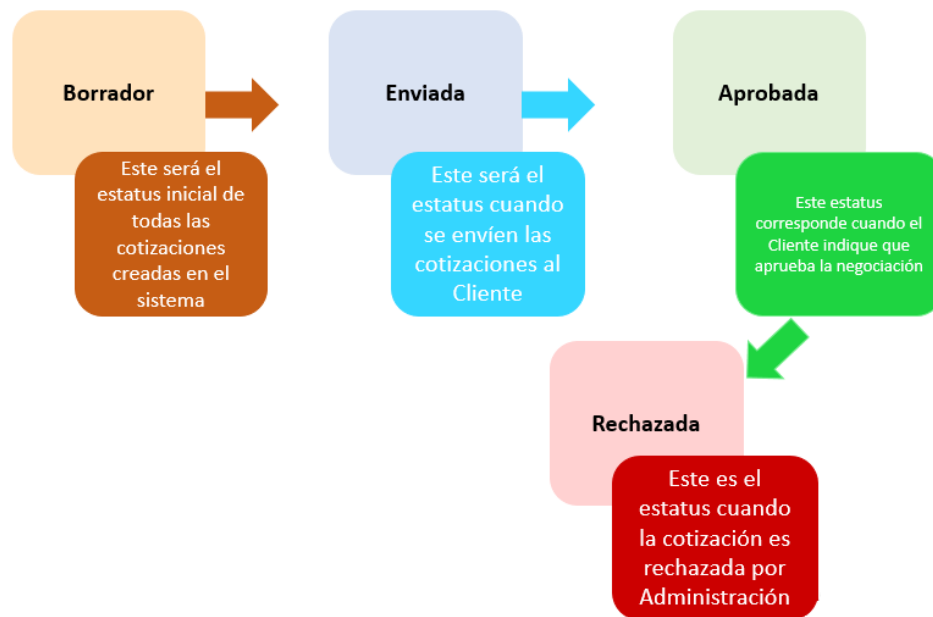 Borrador
Este será el
estatus inicial de
todas las
cotizaciones
creadas en el
sistema
Enviada
Este será el
estatus cuando
se envíen las
cotizaciones al
Cliente
Aprobada
Este estatus
corresponde cuando el
Cliente indique que
aprueba la negociación
Rechazada
Este es el
estatus cuando
la cotización es
rechazada por
Administración